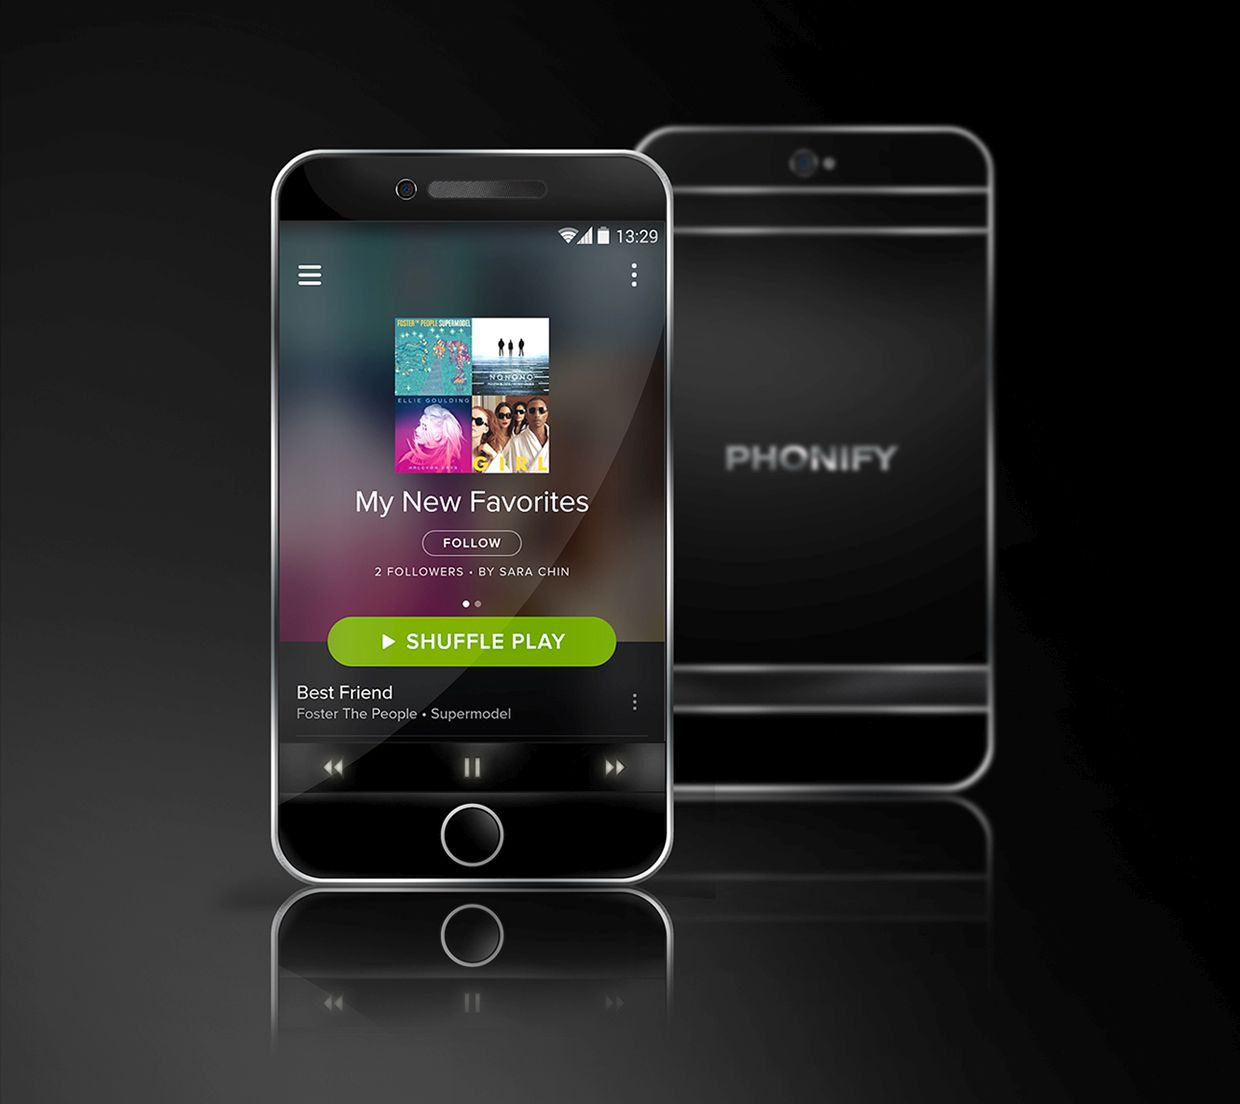 13:29
FOSTER THE PEOPLE SUPERMODEL
NONONO
ELLIE GOULDING
HALCYON DAYS
GIRL
My New Favorites
FOLLOW
2 FOLLOWERS • BY SARA CHIN
SHUFFLE PLAY
Best Friend
Foster The People • Supermodel
PHONIFY